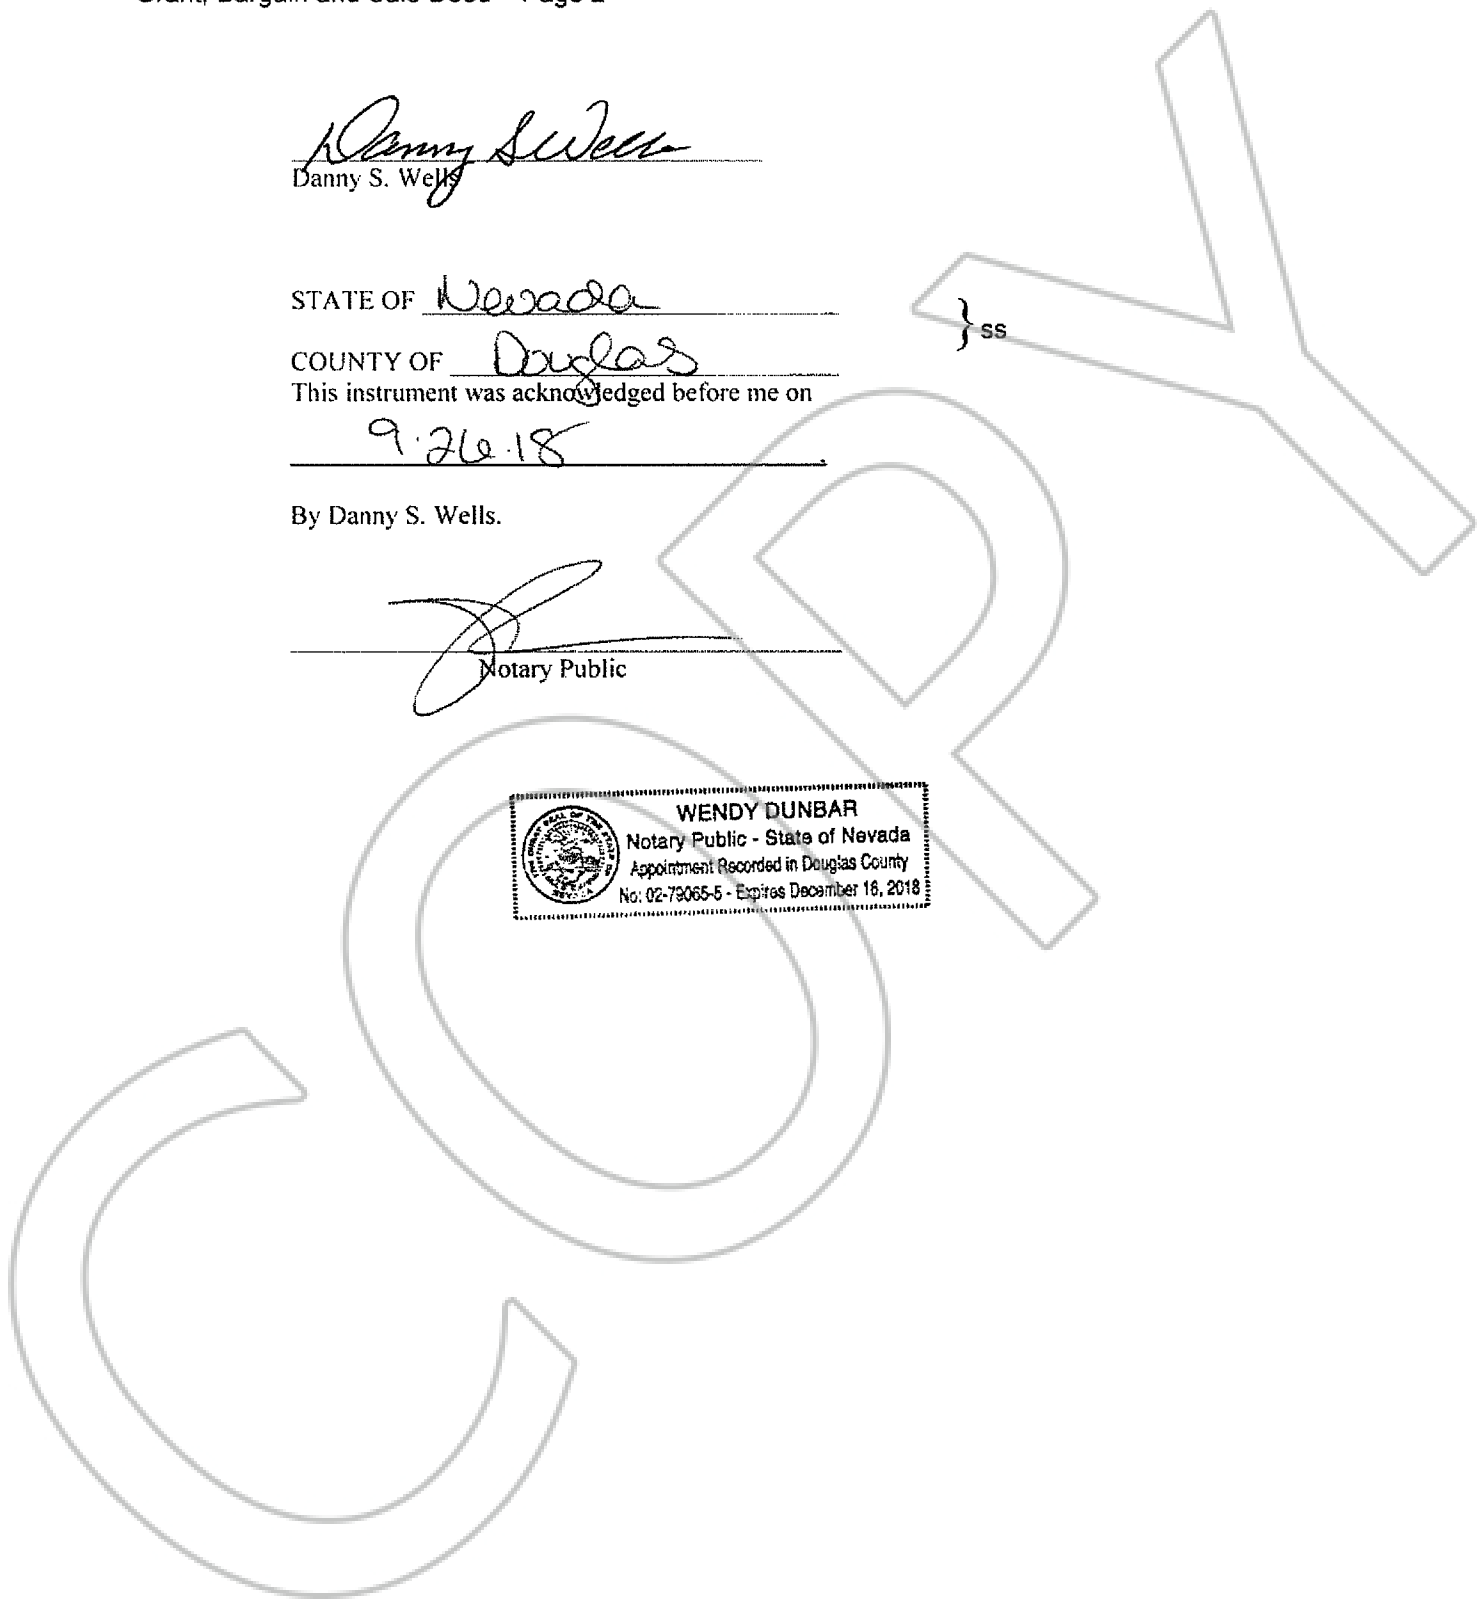 Grant, Bargain and Sale Deed - Page 2
Danny S Wells
Danny S. Wells
STATE OF Nevada
} ss
COUNTY OF Douglas
This instrument was acknowledged before me on
9.26.18
.
By Danny S. Wells.
Notary Public
WENDY DUNBAR
Notary Public - State of Nevada
Appointment Recorded in Douglas County
No: 02-79065-5 - Expires December 16, 2018
COPY